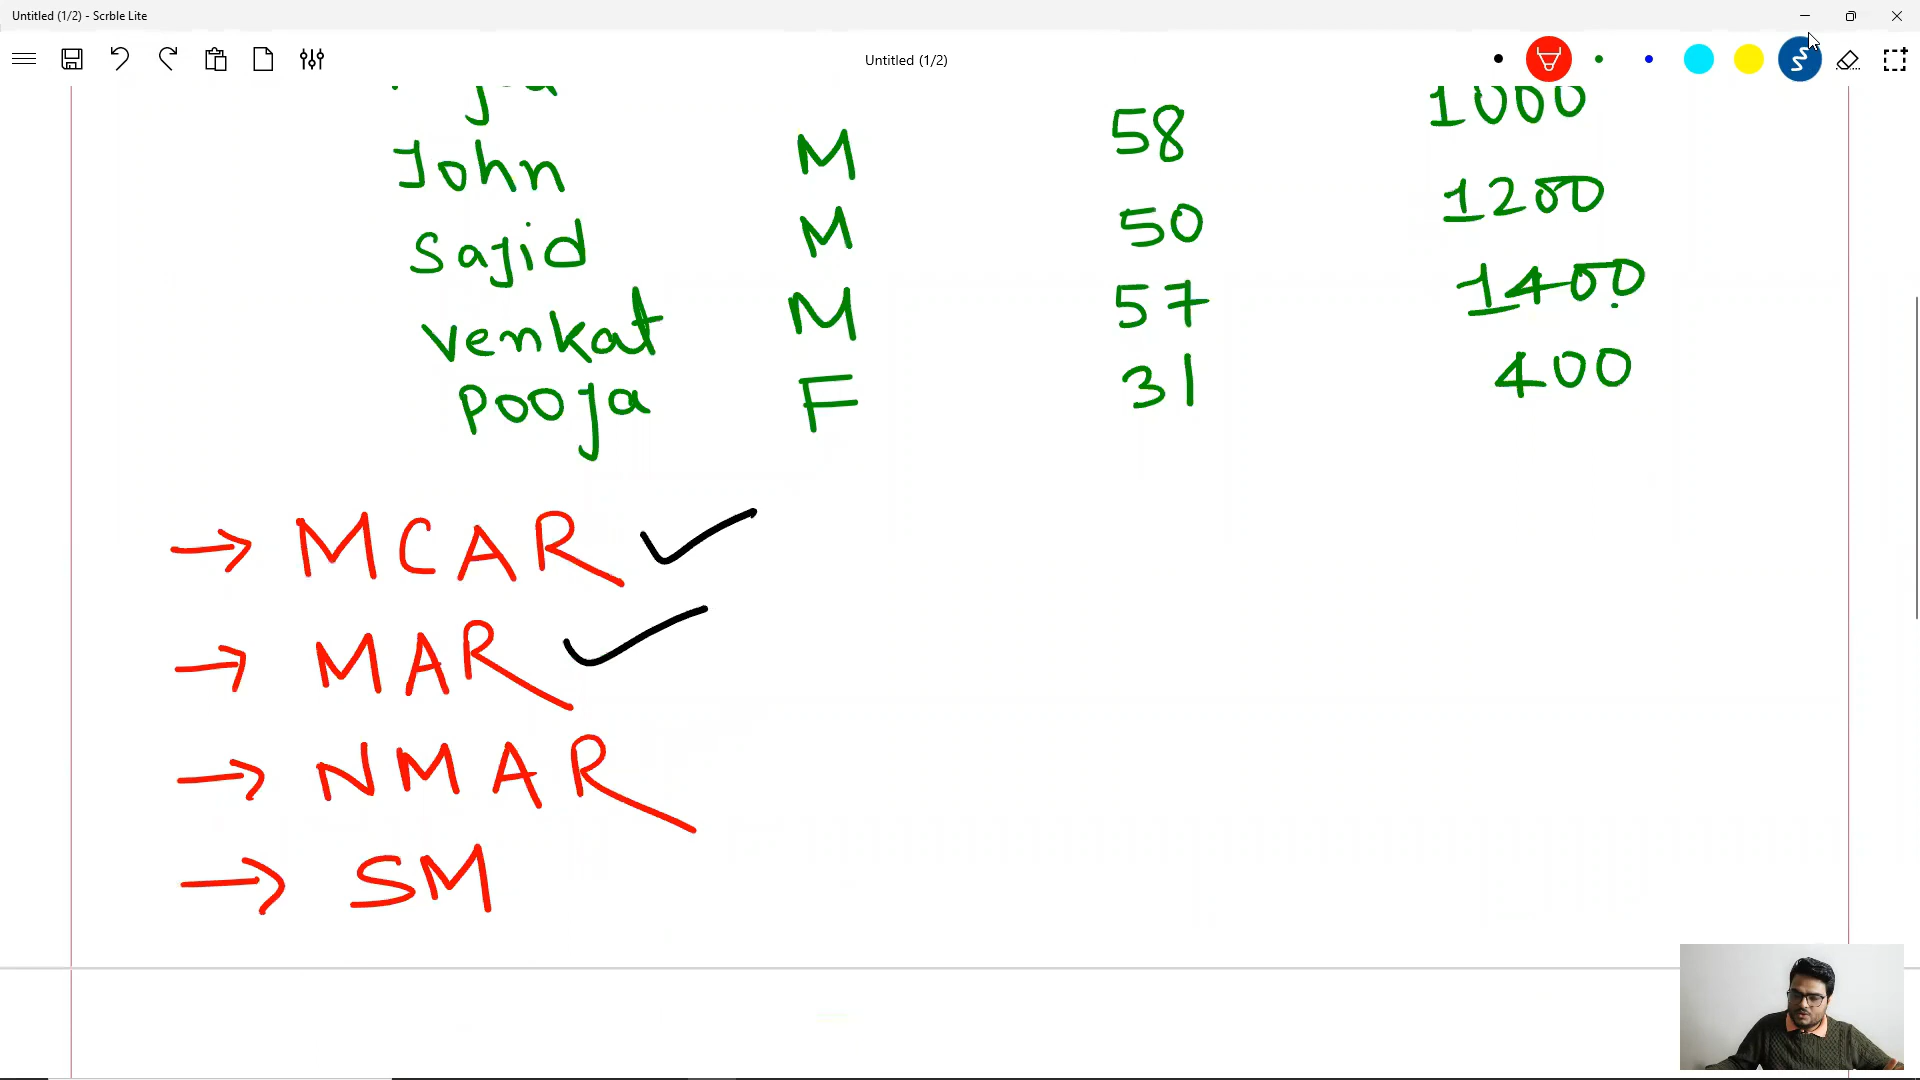 Untitled (1/2) - Scrble Lite
Untitled (1/2)
1000
John M 58
1200
Sajid M 50
1400
Venkat M 57
400
Pooja F 31
→ MCAR ✓
→ MAR ✓
→ NMAR
→ SM